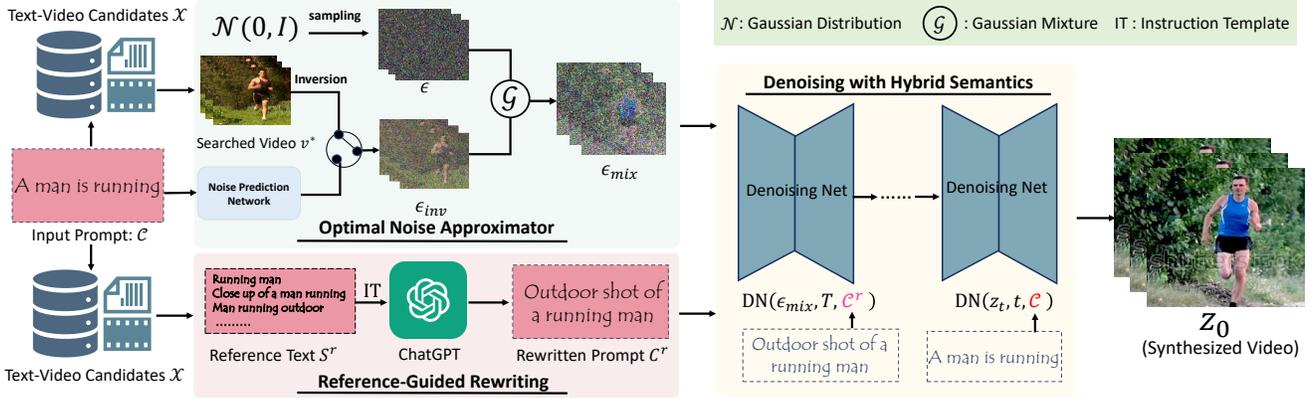 Text-Video Candidates 𝒳
A man is running
Input Prompt: 𝒞
Text-Video Candidates 𝒳
𝒩(0, I)
sampling
ϵ
Inversion
Searched Video v*
Noise Prediction
Network
ϵ_inv
𝒢
ϵ_mix
Optimal Noise Approximator
Running man
Close up of a man running
Man running outdoor
.........
Reference Text S^r
IT
ChatGPT
Outdoor shot of
a running man
Rewritten Prompt C^r
Reference-Guided Rewriting
𝒩: Gaussian Distribution 𝒢 : Gaussian Mixture IT : Instruction Template
Denoising with Hybrid Semantics
Denoising Net
......
Denoising Net
DN(ϵ_mix, T, 𝒞^r )
DN(z_t, t, 𝒞 )
Outdoor shot of a
running man
A man is running
z_0
(Synthesized Video)